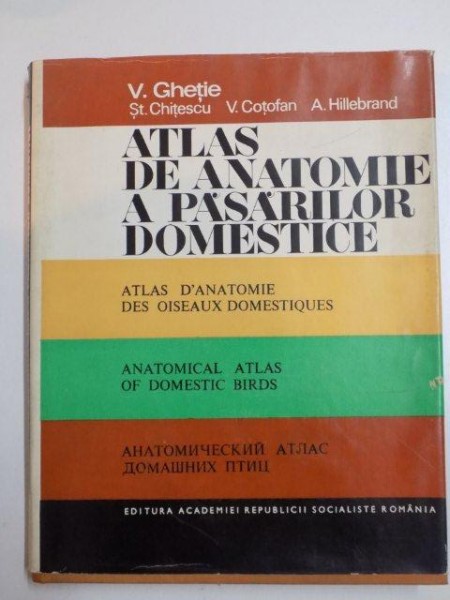 V. Gheție
Șt. Chițescu V. Coțofan A. Hillebrand
ATLAS
DE ANATOMIE
A PĂSĂRILOR
DOMESTICE
ATLAS D'ANATOMIE
DES OISEAUX DOMESTIQUES
ANATOMICAL ATLAS
OF DOMESTIC BIRDS
АНАТОМИЧЕСКИЙ АТЛАС
ДОМАШНИХ ПТИЦ
EDITURA ACADEMIEI REPUBLICII SOCIALISTE ROMÂNIA